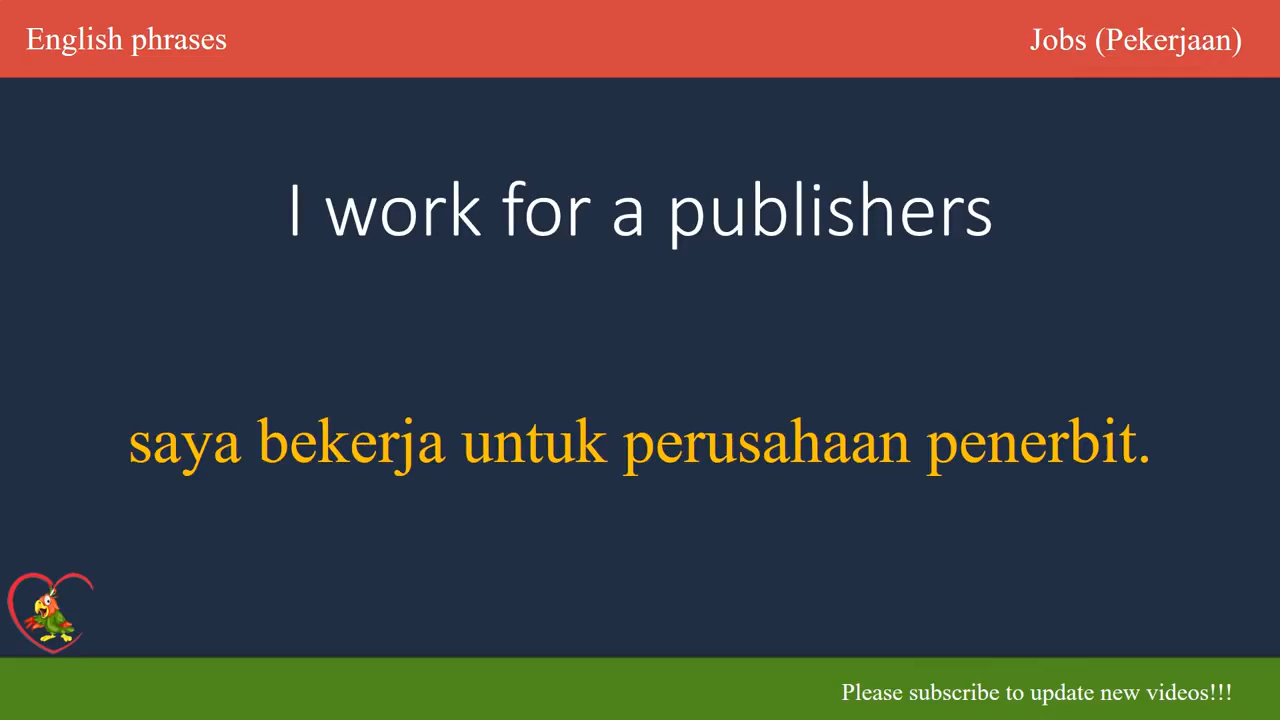 English phrases
Jobs (Pekerjaan)
I work for a publishers
saya bekerja untuk perusahaan penerbit.
Please subscribe to update new videos!!!